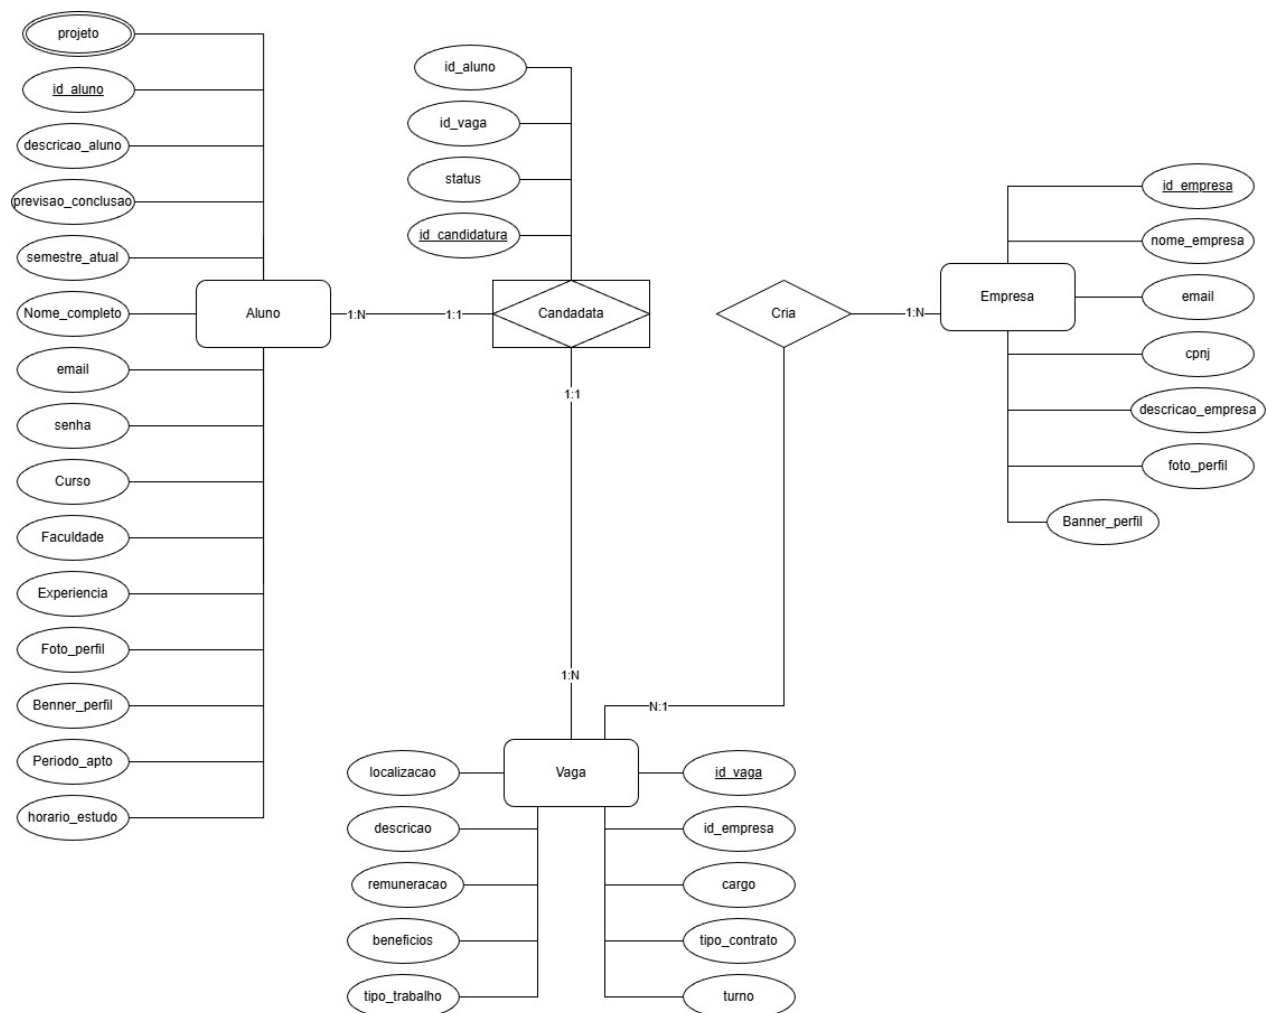 projeto
id_aluno
descricao_aluno
previsao_conclusao
semestre_atual
Nome_completo
email
senha
Curso
Faculdade
Experiencia
Foto_perfil
Benner_perfil
Periodo_apto
horario_estudo
Aluno
1:N
1:1
id_aluno
id_vaga
status
id_candidatura
Candadata
1:1
1:N
Cria
1:N
N:1
Empresa
id_empresa
nome_empresa
email
cpnj
descricao_empresa
foto_perfil
Banner_perfil
Vaga
localizacao
descricao
remuneracao
beneficios
tipo_trabalho
id_vaga
id_empresa
cargo
tipo_contrato
turno